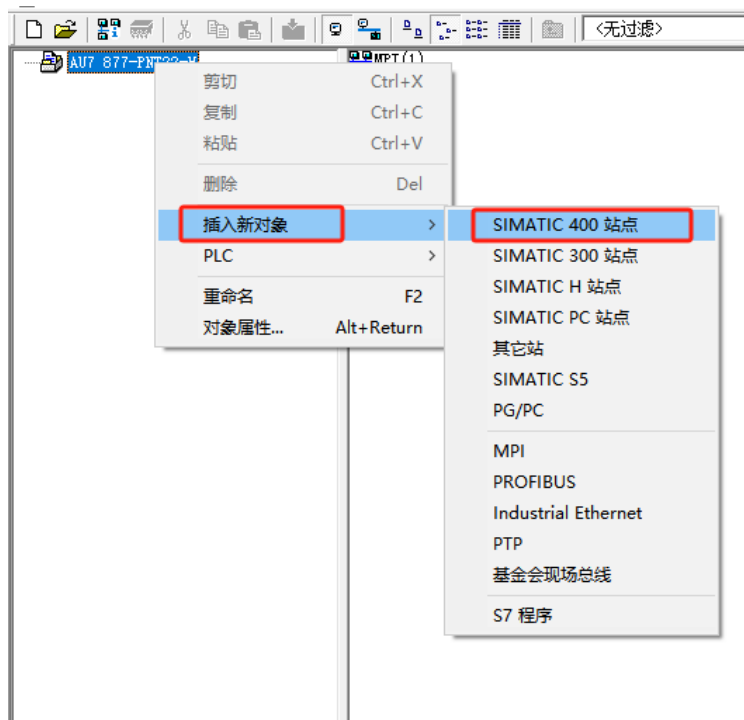 <无过滤>
AU7 877-PNT22-W
MPI(1)
剪切 Ctrl+X
复制 Ctrl+C
粘贴 Ctrl+V
删除 Del
插入新对象 >
PLC >
重命名 F2
对象属性... Alt+Return
SIMATIC 400 站点
SIMATIC 300 站点
SIMATIC H 站点
SIMATIC PC 站点
其它站
SIMATIC S5
PG/PC
MPI
PROFIBUS
Industrial Ethernet
PTP
基金会现场总线
S7 程序